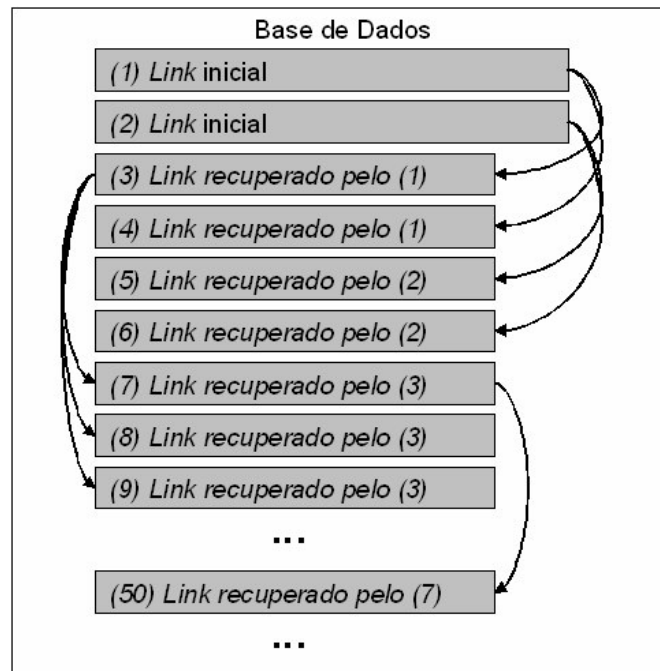 Base de Dados
(1) Link inicial
(2) Link inicial
(3) Link recuperado pelo (1)
(4) Link recuperado pelo (1)
(5) Link recuperado pelo (2)
(6) Link recuperado pelo (2)
(7) Link recuperado pelo (3)
(8) Link recuperado pelo (3)
(9) Link recuperado pelo (3)
...
(50) Link recuperado pelo (7)
...